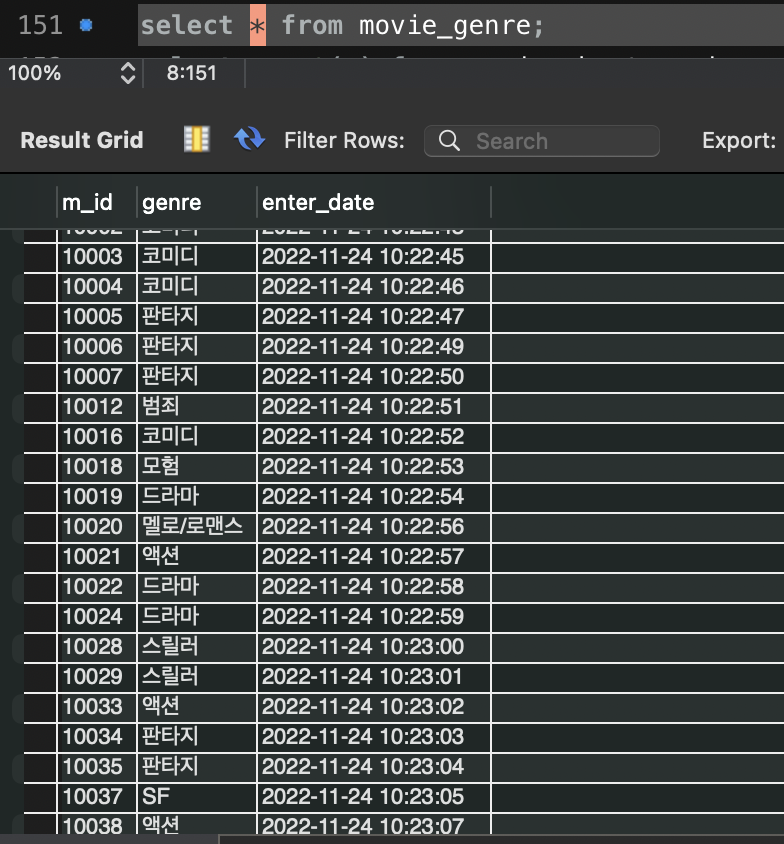 151 select * from movie_genre;
100% 8:151
Result Grid Filter Rows: Search Export:
m_id genre enter_date
10003 코미디 2022-11-24 10:22:45
10004 코미디 2022-11-24 10:22:46
10005 판타지 2022-11-24 10:22:47
10006 판타지 2022-11-24 10:22:49
10007 판타지 2022-11-24 10:22:50
10012 범죄 2022-11-24 10:22:51
10016 코미디 2022-11-24 10:22:52
10018 모험 2022-11-24 10:22:53
10019 드라마 2022-11-24 10:22:54
10020 멜로/로맨스 2022-11-24 10:22:56
10021 액션 2022-11-24 10:22:57
10022 드라마 2022-11-24 10:22:58
10024 드라마 2022-11-24 10:22:59
10028 스릴러 2022-11-24 10:23:00
10029 스릴러 2022-11-24 10:23:01
10033 액션 2022-11-24 10:23:02
10034 판타지 2022-11-24 10:23:03
10035 판타지 2022-11-24 10:23:04
10037 SF 2022-11-24 10:23:05
10038 액션 2022-11-24 10:23:07